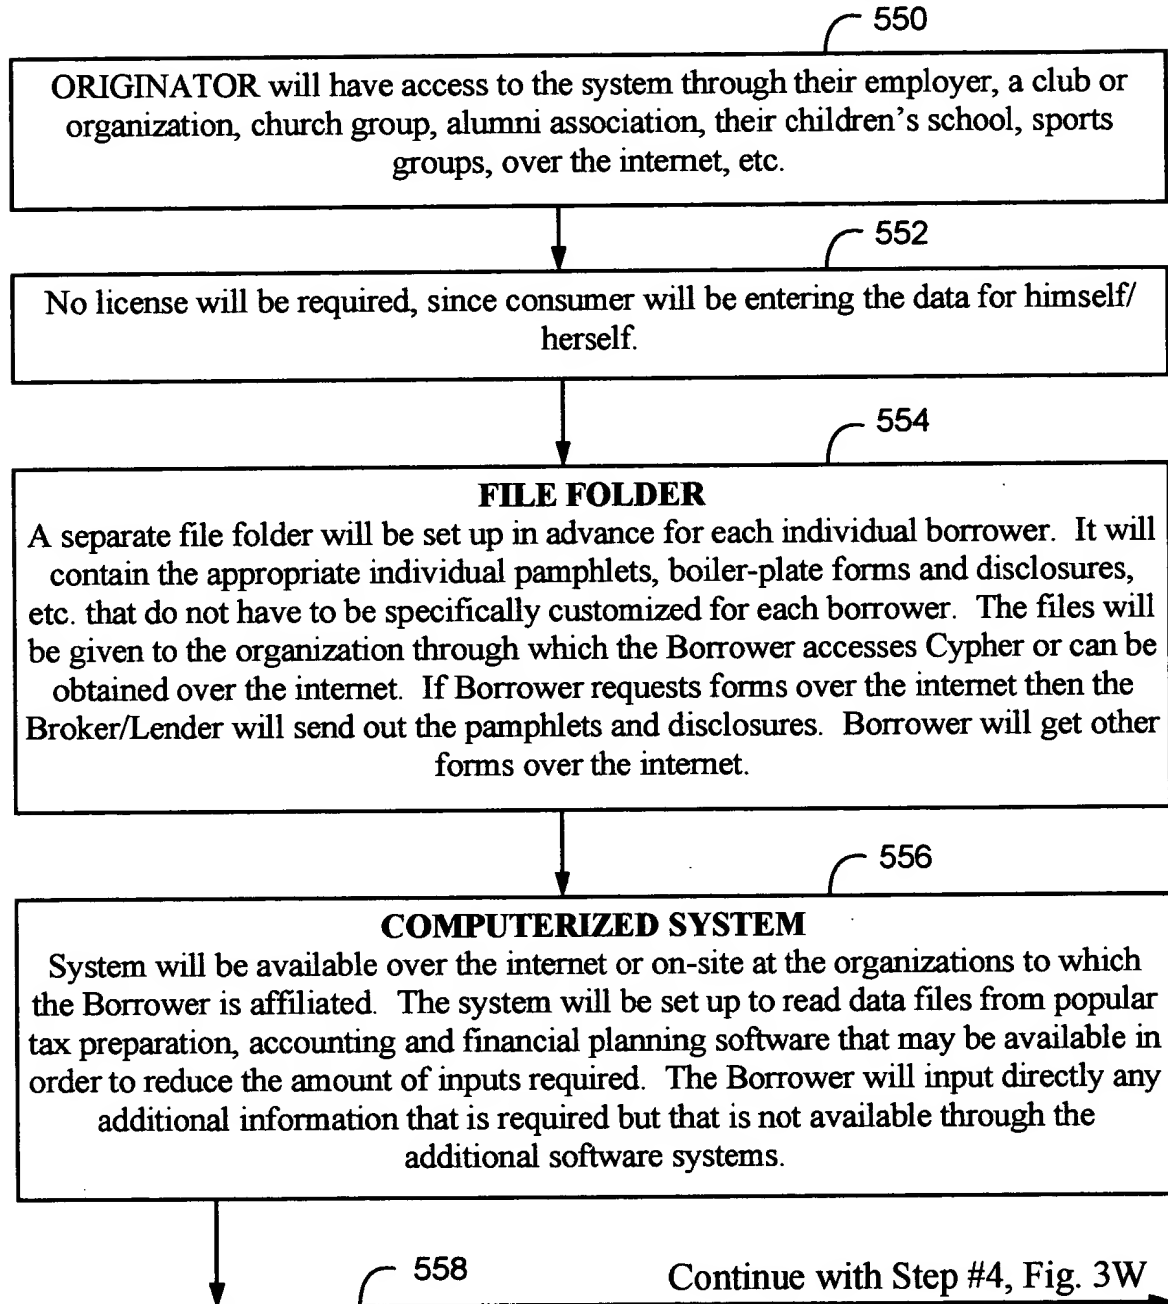 550
ORIGINATOR will have access to the system through their employer, a club or
organization, church group, alumni association, their children's school, sports
groups, over the internet, etc.
552
No license will be required, since consumer will be entering the data for himself/
herself.
554
FILE FOLDER
A separate file folder will be set up in advance for each individual borrower. It will
contain the appropriate individual pamphlets, boiler-plate forms and disclosures,
etc. that do not have to be specifically customized for each borrower. The files will
be given to the organization through which the Borrower accesses Cypher or can be
obtained over the internet. If Borrower requests forms over the internet then the
Broker/Lender will send out the pamphlets and disclosures. Borrower will get other
forms over the internet.
556
COMPUTERIZED SYSTEM
System will be available over the internet or on-site at the organizations to which
the Borrower is affiliated. The system will be set up to read data files from popular
tax preparation, accounting and financial planning software that may be available in
order to reduce the amount of inputs required. The Borrower will input directly any
additional information that is required but that is not available through the
additional software systems.
558
Continue with Step #4, Fig. 3W